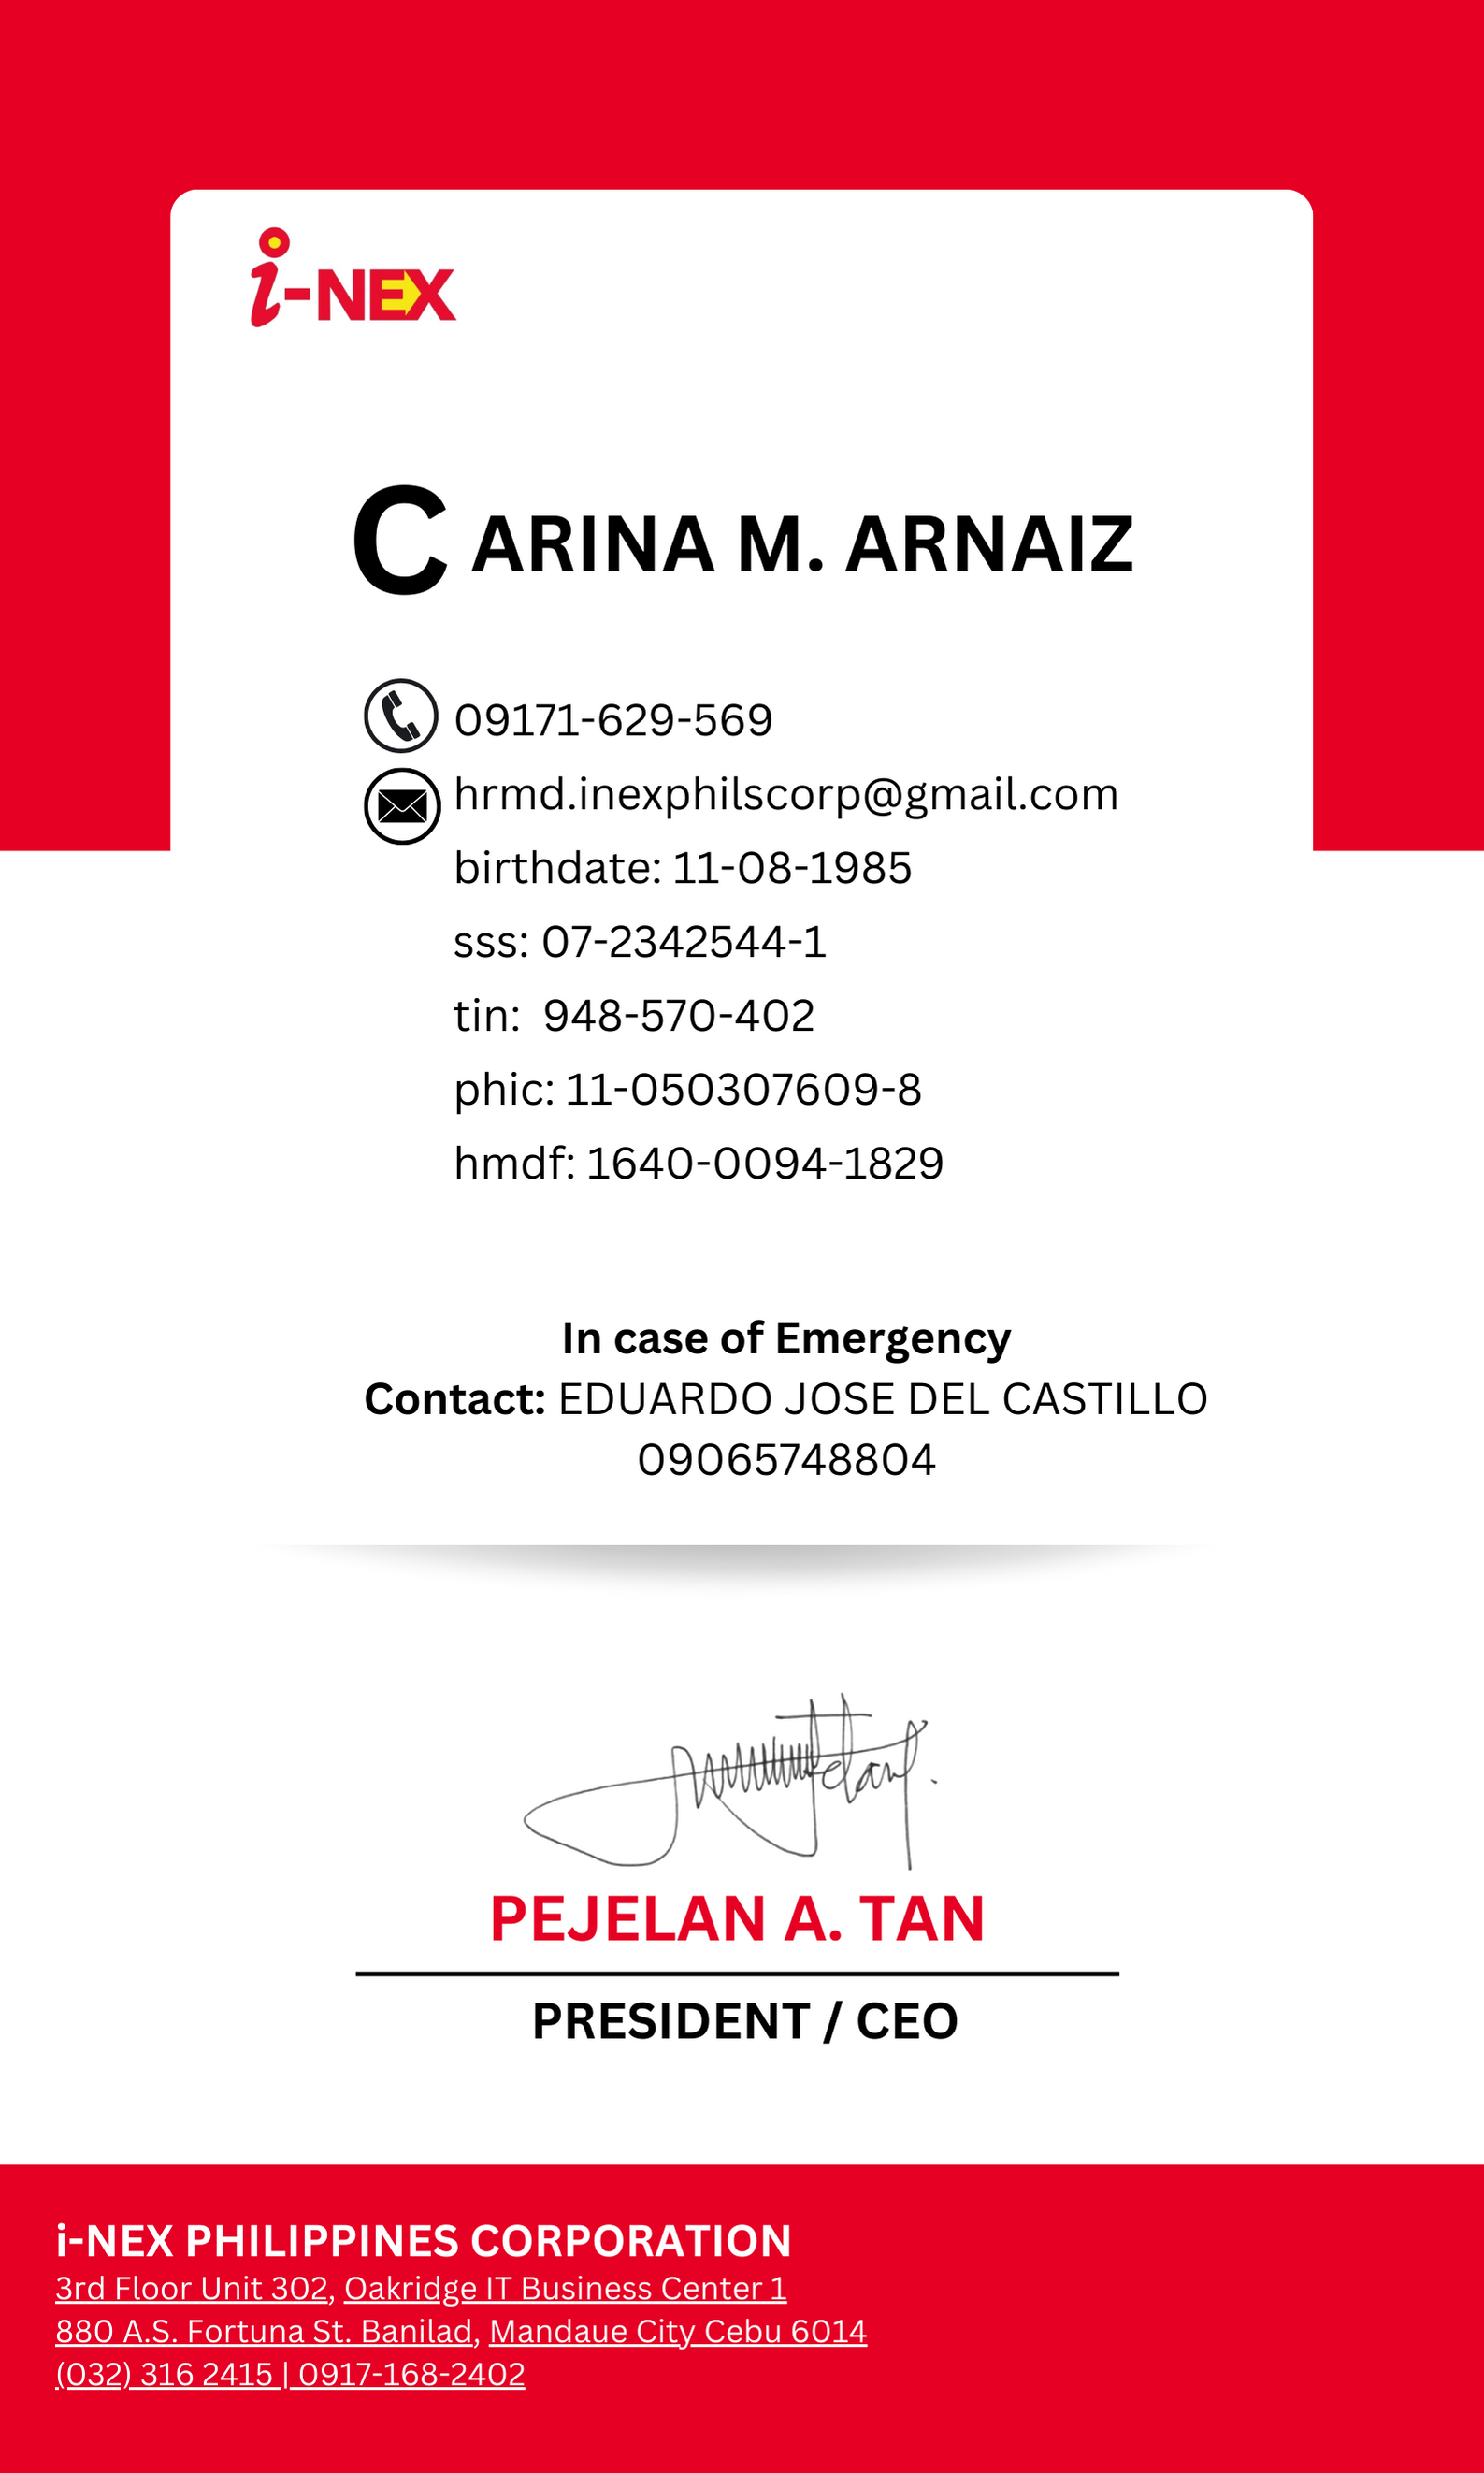 i-NEX
CARINA M. ARNAIZ
09171-629-569
hrmd.inexphilscorp@gmail.com
birthdate: 11-08-1985
sss: 07-2342544-1
tin: 948-570-402
phic: 11-050307609-8
hmdf: 1640-0094-1829
In case of Emergency
Contact: EDUARDO JOSE DEL CASTILLO
09065748804
PEJELAN A. TAN
PRESIDENT / CEO
i-NEX PHILIPPINES CORPORATION
3rd Floor Unit 302, Oakridge IT Business Center 1
880 A.S. Fortuna St. Banilad, Mandaue City Cebu 6014
(032) 316 2415 | 0917-168-2402